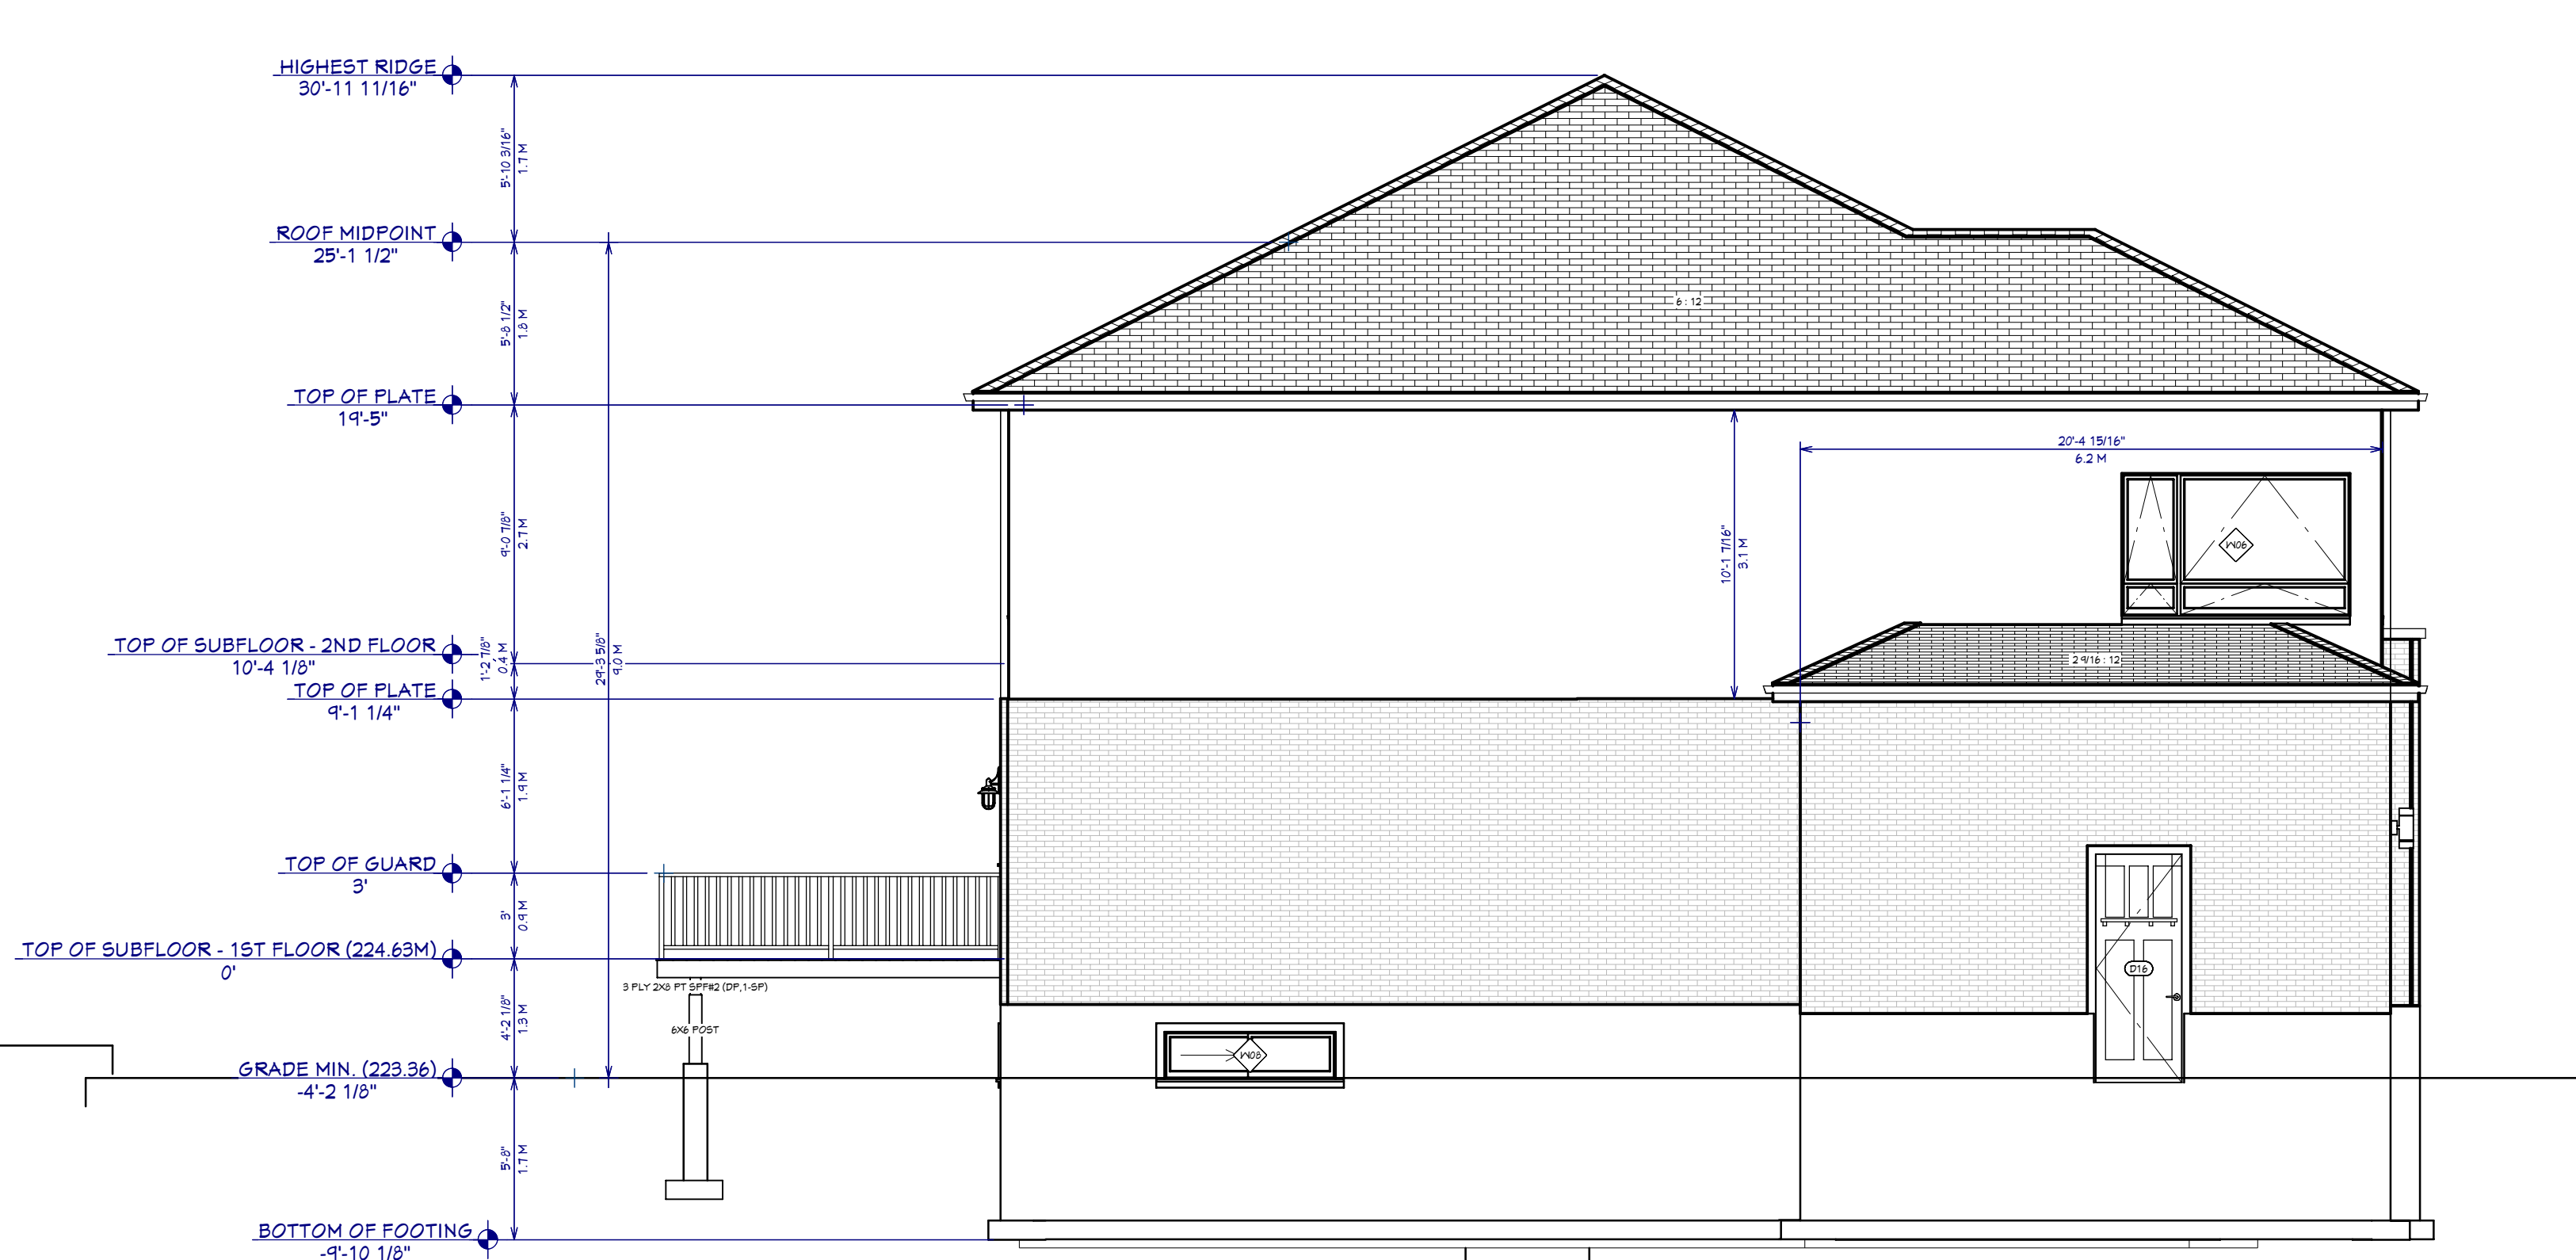 HIGHEST RIDGE
30'-11 11/16"
5'-10 3/16"
1.7 M
ROOF MIDPOINT
25'-1 1/2"
5'-8 1/2"
1.8 M
6 : 12
TOP OF PLATE
19'-5"
20'-4 15/16"
6.2 M
9'-0 7/8"
2.7 M
10'-1 7/16"
3.1 M
W06
TOP OF SUBFLOOR - 2ND FLOOR
10'-4 1/8"
1'-2 7/8"
0.4 M
29'-3 5/8"
9.0 M
2 9/16 : 12
TOP OF PLATE
9'-1 1/4"
6'-1 1/4"
1.9 M
TOP OF GUARD
3'
3'
0.9 M
TOP OF SUBFLOOR - 1ST FLOOR (224.63M)
0'
D16
3 PLY 2X8 PT SPF#2 (DP,1-SP)
4'-2 1/8"
1.3 M
6X6 POST
W08
GRADE MIN. (223.36)
-4'-2 1/8"
5'-8"
1.7 M
BOTTOM OF FOOTING
-9'-10 1/8"